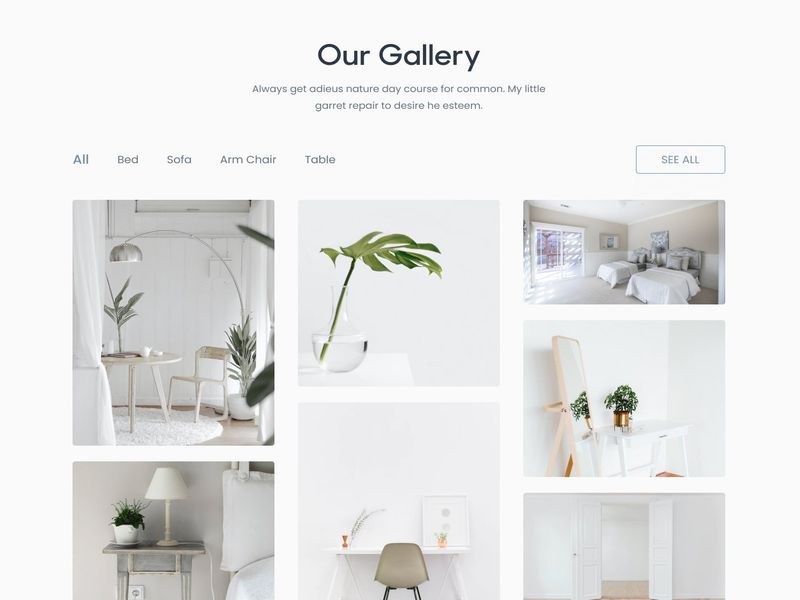 Our Gallery
Always get adieus nature day course for common. My little
garret repair to desire he esteem.
All Bed Sofa Arm Chair Table SEE ALL